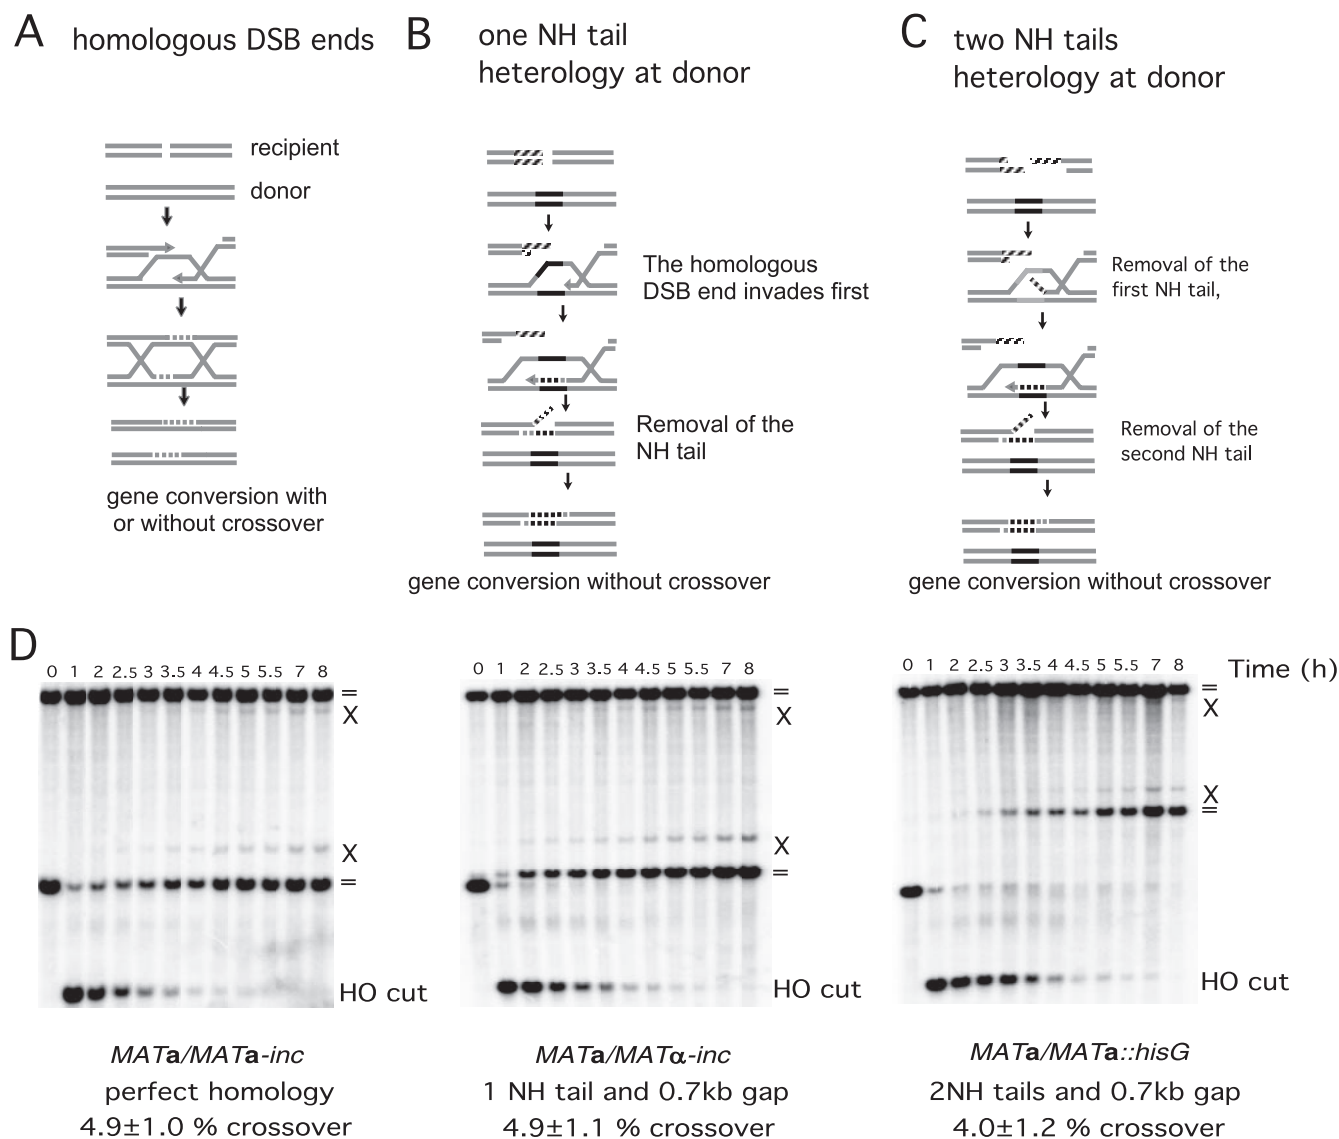 A homologous DSB ends
recipient
donor
gene conversion with
or without crossover
B one NH tail
heterology at donor
The homologous
DSB end invades first
Removal of the
NH tail
gene conversion without crossover
C two NH tails
heterology at donor
Removal of the
first NH tail,
Removal of the
second NH tail
gene conversion without crossover
D
0 1 2 2.5 3 3.5 4 4.5 5 5.5 7 8
=
X
X
=
HO cut
MATa/MATa-inc
perfect homology
4.9±1.0 % crossover
0 1 2 2.5 3 3.5 4 4.5 5 5.5 7 8
=
X
X
=
HO cut
MATa/MATα-inc
1 NH tail and 0.7kb gap
4.9±1.1 % crossover
0 1 2 2.5 3 3.5 4 4.5 5 5.5 7 8 Time (h)
=
X
X
=
HO cut
MATa/MATa::hisG
2NH tails and 0.7kb gap
4.0±1.2 % crossover